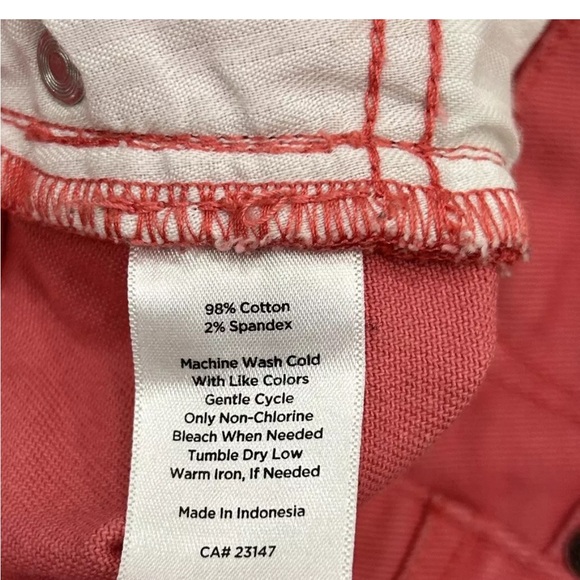 98% Cotton
2% Spandex
Machine Wash Cold
With Like Colors
Gentle Cycle
Only Non-Chlorine
Bleach When Needed
Tumble Dry Low
Warm Iron, If Needed
Made In Indonesia
CA# 23147